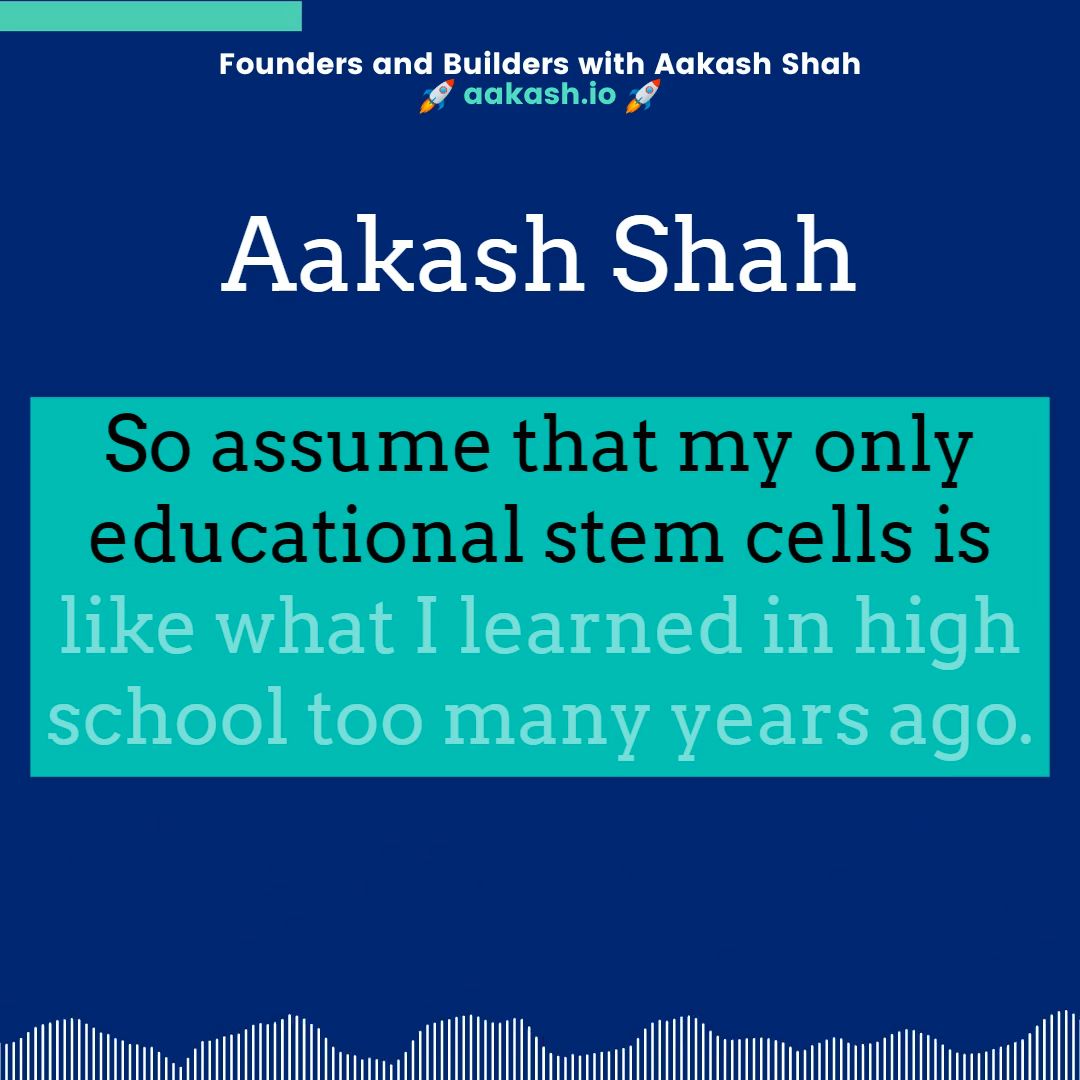 Founders and Builders with Aakash Shah
🚀 aakash.io 🚀
Aakash Shah
So assume that my only
educational stem cells is
like what I learned in high
school too many years ago.